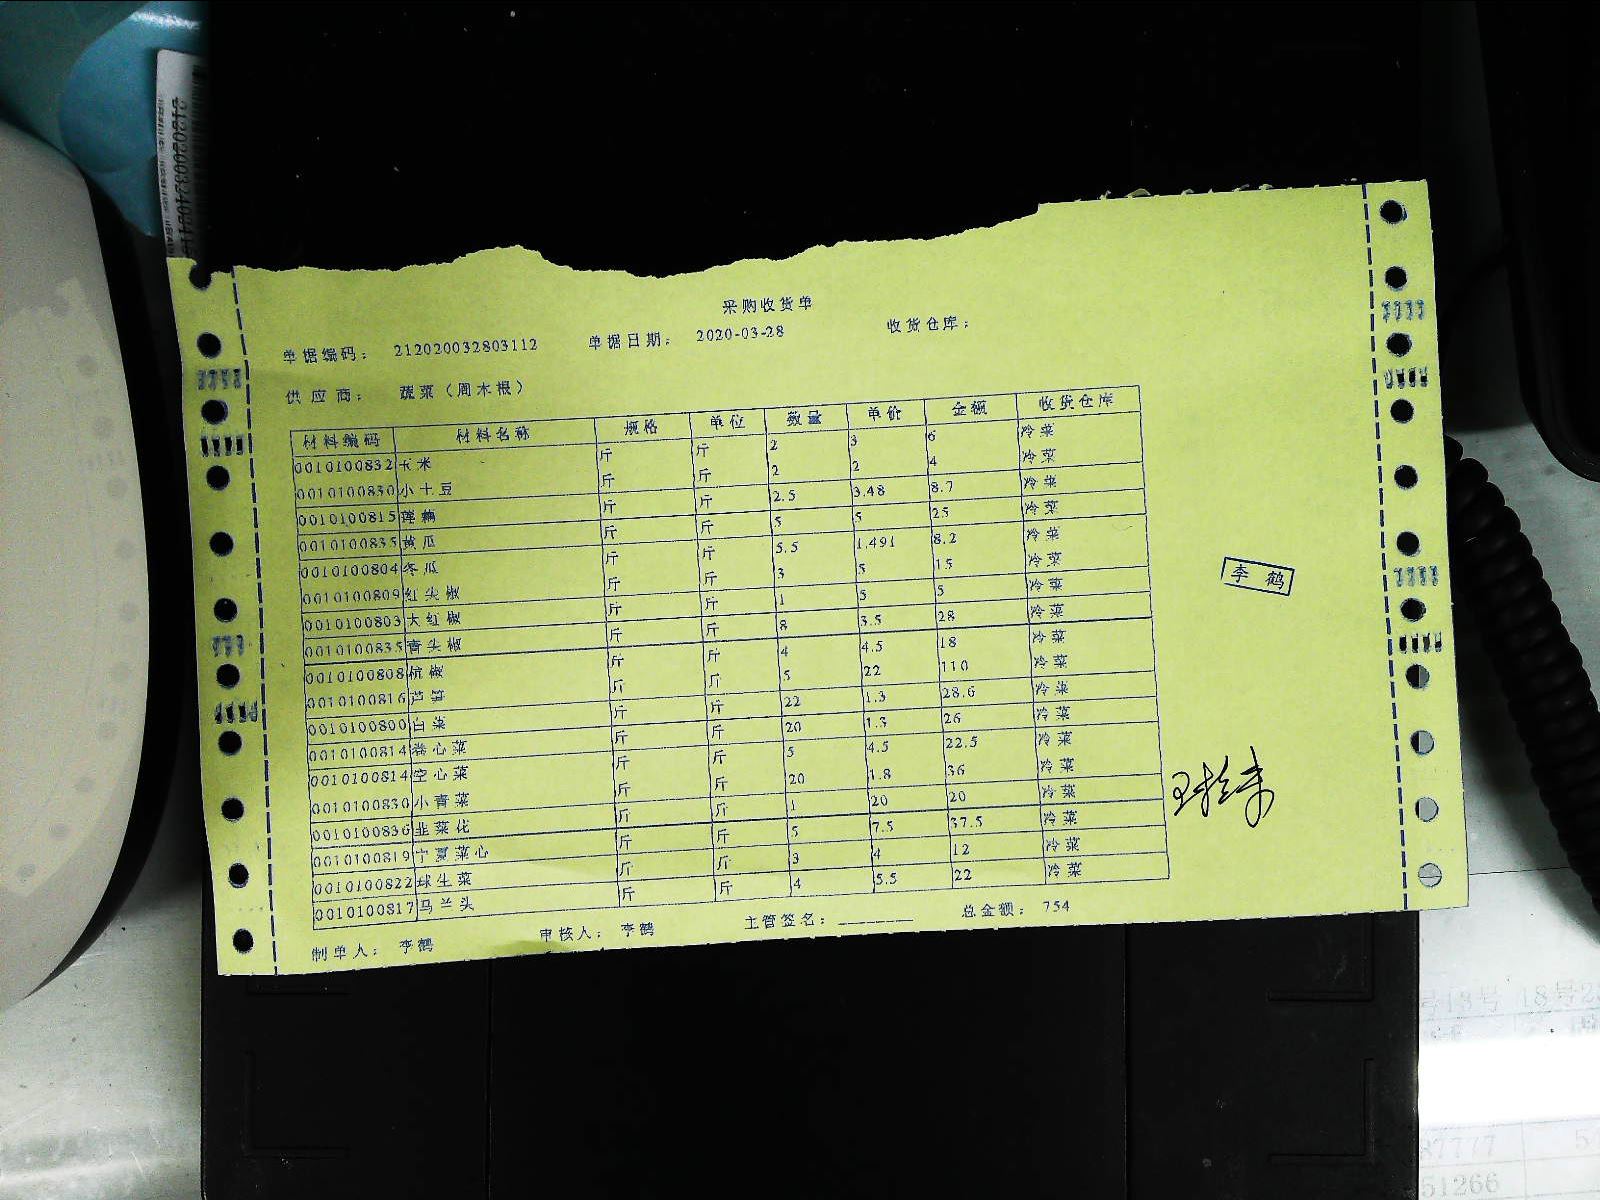 采购收货单
单据编码： 212020032803112 单据日期： 2020-03-28 收货仓库：
供应商： 蔬菜（周木根）
材料编码 材料名称 规格 单位 数量 单价 金额 收货仓库
0010100832 玉米 斤 斤 2 3 6 冷菜
0010100830 小土豆 斤 斤 2 2 4 冷菜
0010100815 莲藕 斤 斤 2.5 3.48 8.7 冷菜
0010100835 黄瓜 斤 斤 5 5 25 冷菜
0010100804 冬瓜 斤 斤 5.5 1.491 8.2 冷菜
0010100809 红尖椒 斤 斤 3 5 15 冷菜
0010100803 大红椒 斤 斤 1 5 5 冷菜
0010100835 青尖椒 斤 斤 8 3.5 28 冷菜
0010100808 杭椒 斤 斤 4 4.5 18 冷菜
0010100816 芦笋 斤 斤 5 22 110 冷菜
0010100800 白菜 斤 斤 22 1.3 28.6 冷菜
0010100814 卷心菜 斤 斤 20 1.3 26 冷菜
0010100814 空心菜 斤 斤 5 4.5 22.5 冷菜
0010100830 小青菜 斤 斤 20 1.8 36 冷菜
0010100836 韭菜花 斤 斤 1 20 20 冷菜
0010100819 宁夏菜心 斤 斤 5 7.5 37.5 冷菜
0010100822 球生菜 斤 斤 3 4 12 冷菜
0010100817 马兰头 斤 斤 4 5.5 22 冷菜
制单人： 李鹤 审核人： 李鹤 主管签名： 总金额： 754
李鹤